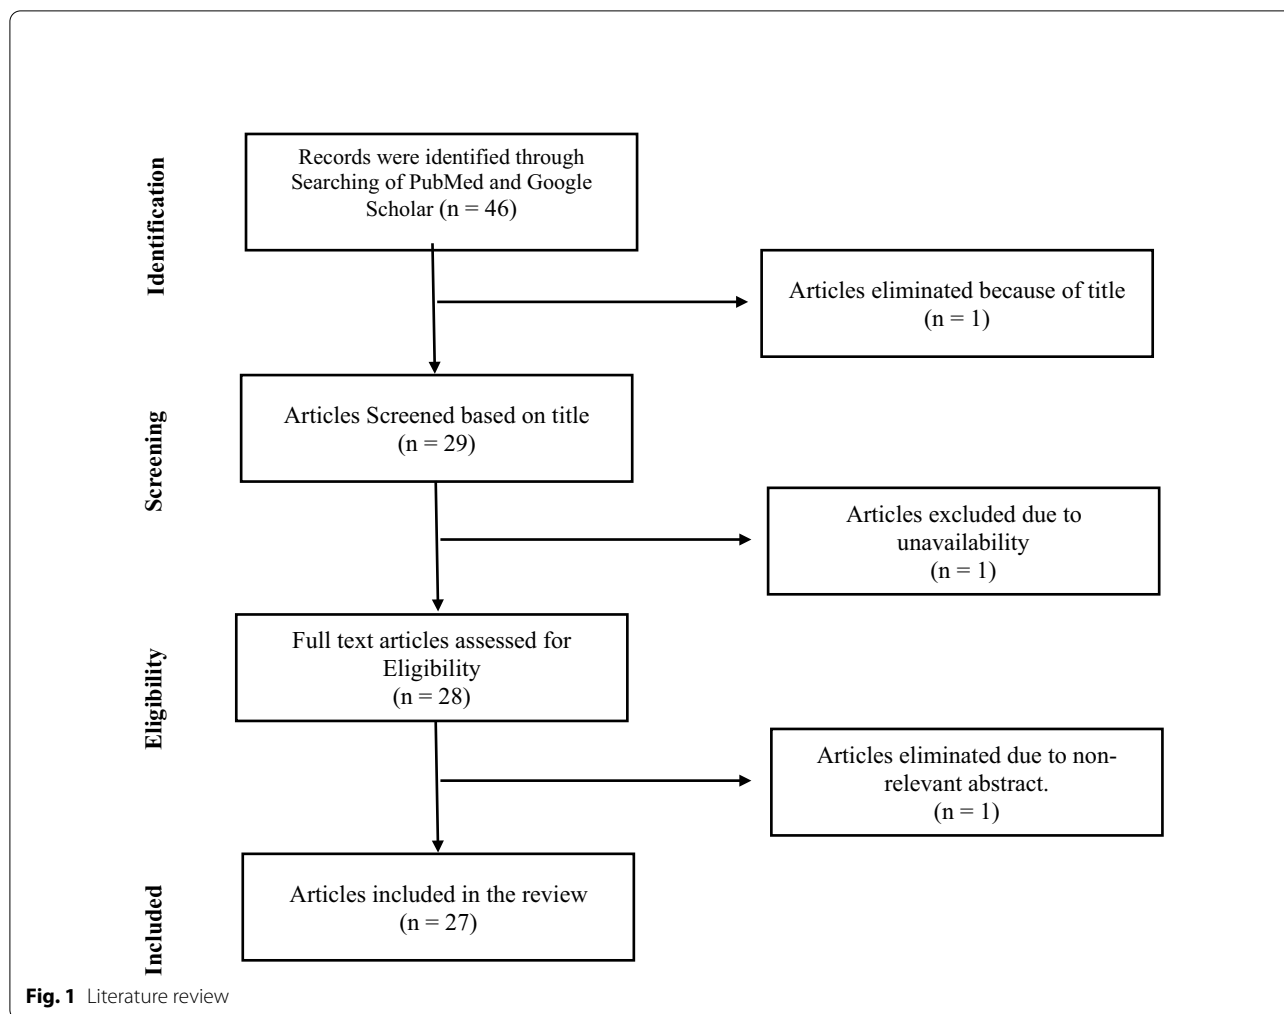 Identification
Records were identified through
Searching of PubMed and Google
Scholar (n = 46)
Articles eliminated because of title
(n = 1)
Screening
Articles Screened based on title
(n = 29)
Articles excluded due to
unavailability
(n = 1)
Eligibility
Full text articles assessed for
Eligibility
(n = 28)
Articles eliminated due to non-
relevant abstract.
(n = 1)
Included
Articles included in the review
(n = 27)
Fig. 1 Literature review